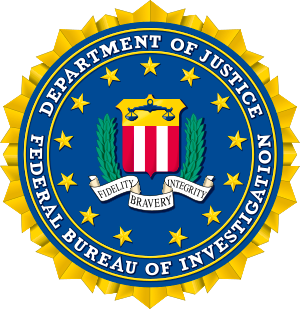 DEPARTMENT OF JUSTICE
FIDELITY
BRAVERY
INTEGRITY
FEDERAL BUREAU OF INVESTIGATION